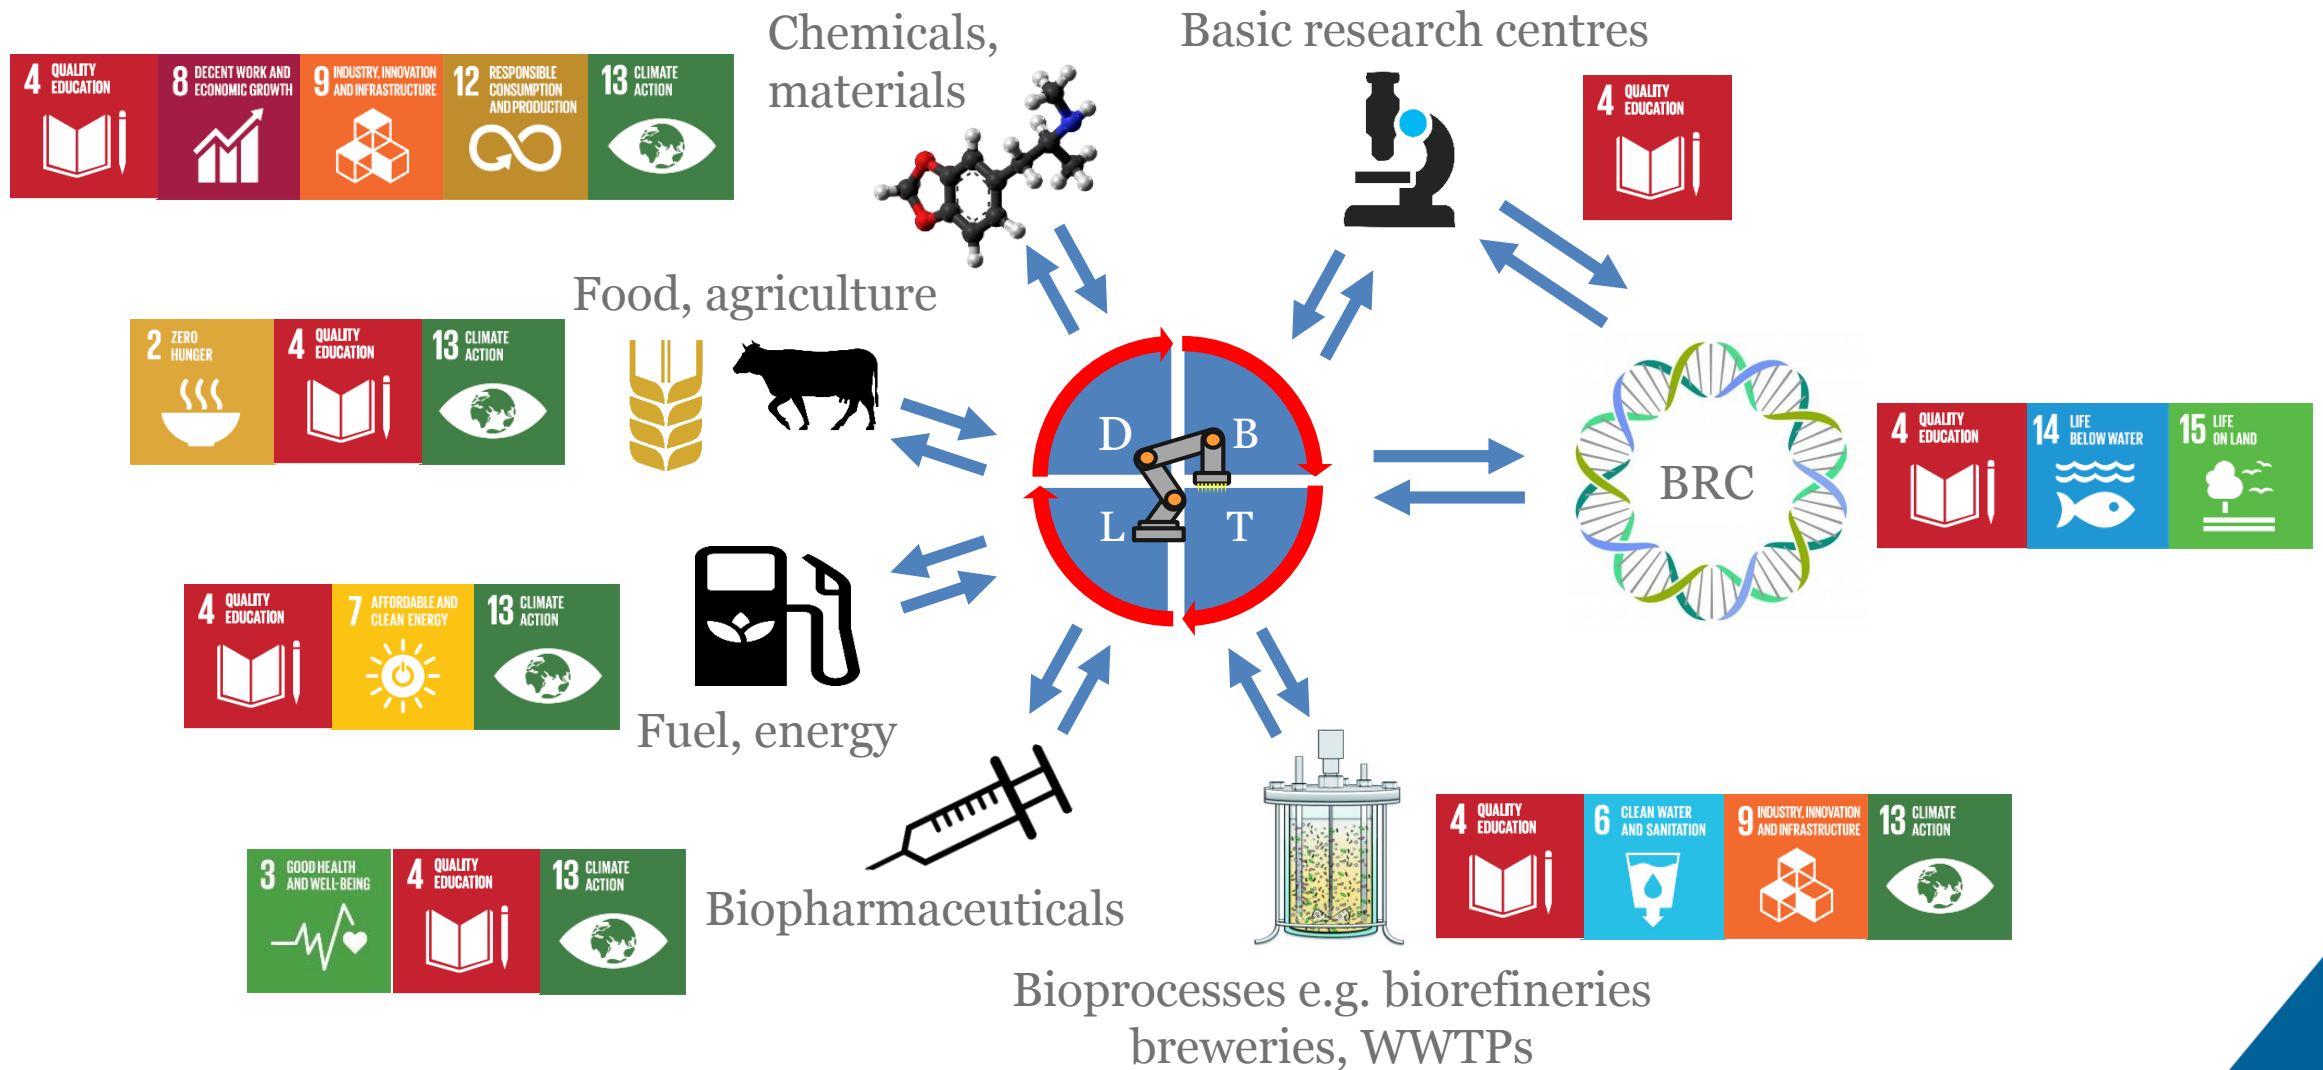 Chemicals,
materials
Basic research centres
4 QUALITY
EDUCATION
8 DECENT WORK AND
ECONOMIC GROWTH
9 INDUSTRY, INNOVATION
AND INFRASTRUCTURE
12 RESPONSIBLE
CONSUMPTION
AND PRODUCTION
13 CLIMATE
ACTION
4 QUALITY
EDUCATION
Food, agriculture
2 ZERO
HUNGER
4 QUALITY
EDUCATION
13 CLIMATE
ACTION
D
B
L
T
BRC
4 QUALITY
EDUCATION
14 LIFE
BELOW WATER
15 LIFE
ON LAND
4 QUALITY
EDUCATION
7 AFFORDABLE AND
CLEAN ENERGY
13 CLIMATE
ACTION
Fuel, energy
3 GOOD HEALTH
AND WELL-BEING
4 QUALITY
EDUCATION
13 CLIMATE
ACTION
Biopharmaceuticals
4 QUALITY
EDUCATION
6 CLEAN WATER
AND SANITATION
9 INDUSTRY, INNOVATION
AND INFRASTRUCTURE
13 CLIMATE
ACTION
Bioprocesses e.g. biorefineries
breweries, WWTPs